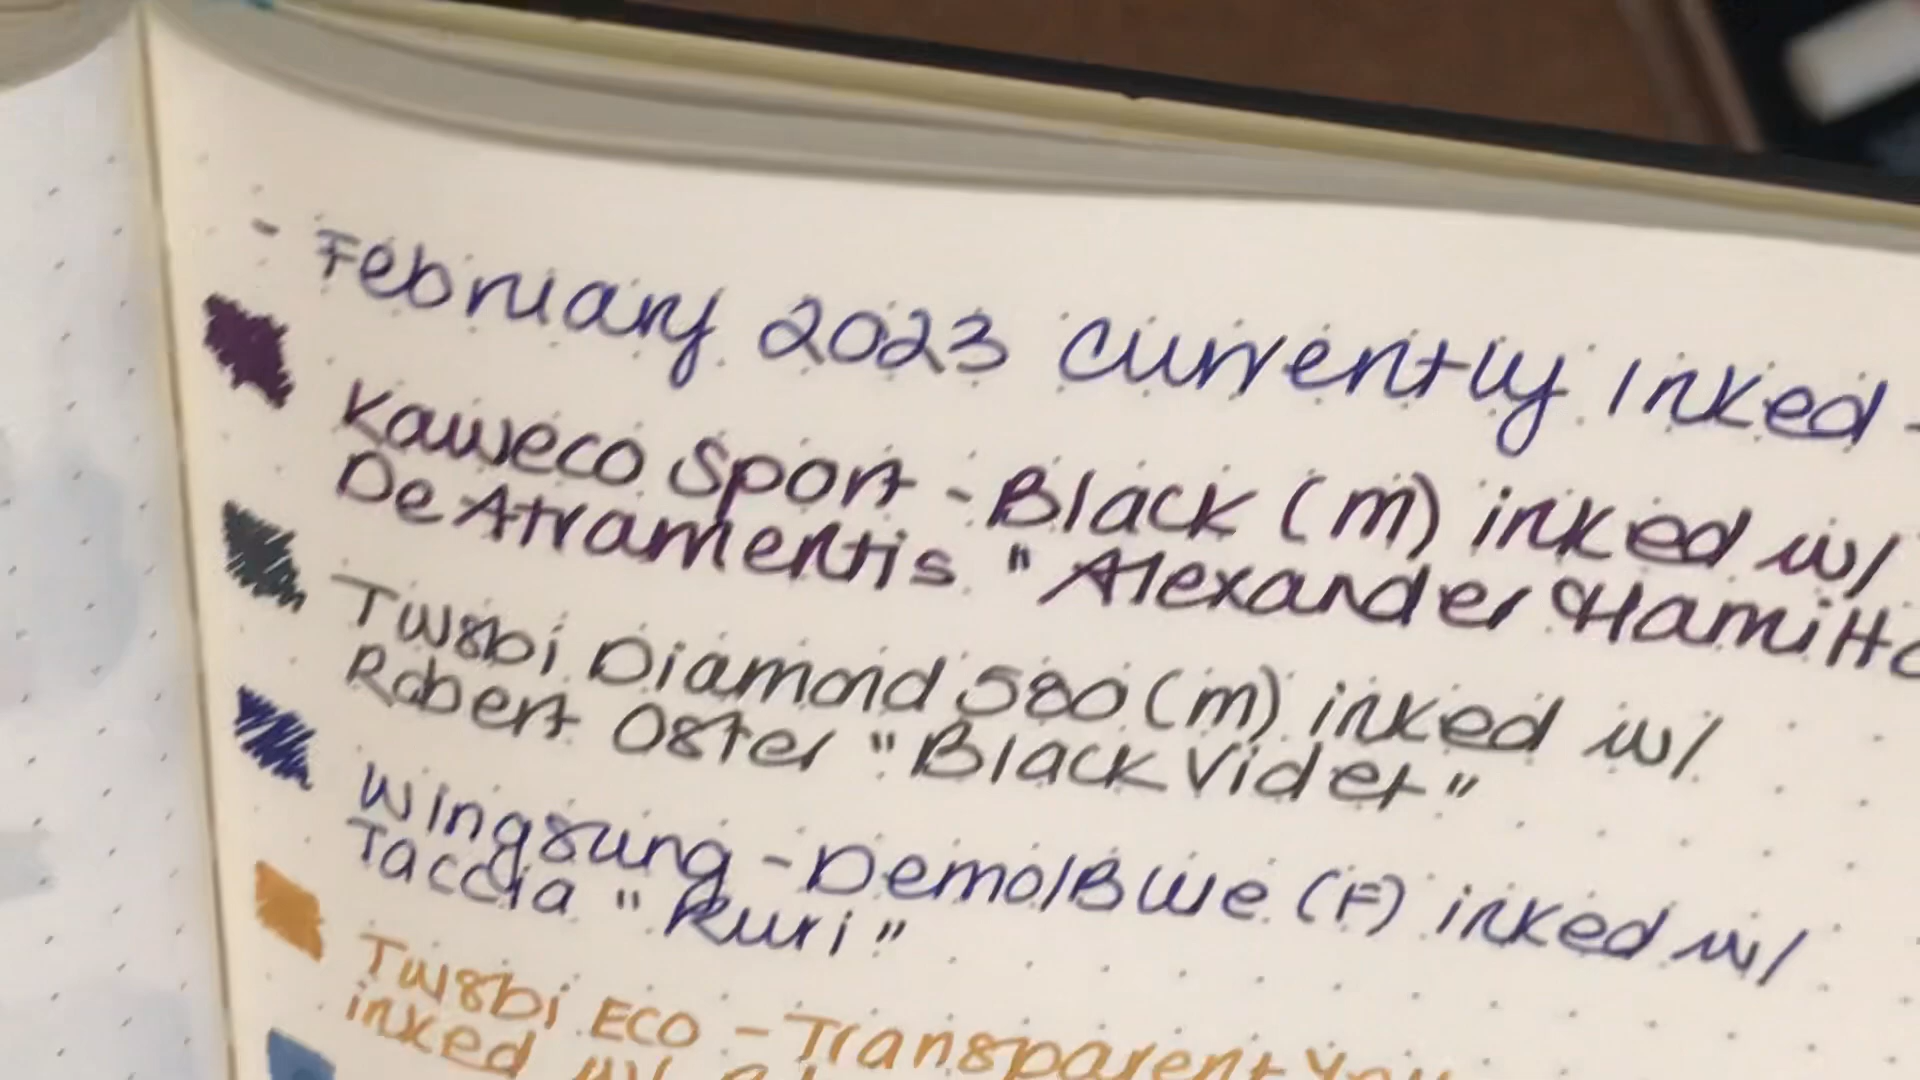 - February 2023 Currently Inked -
Kaweco Sport - Black (M) inked w/
De Atramentis "Alexander Hamilto
Twsbi Diamond 580 (M) inked w/
Robert Oster "Black Violet"
Wingsung - Demo/Blue (F) inked w/
Taccia "Kuri"
Twsbi ECO - Transparent
inked w/